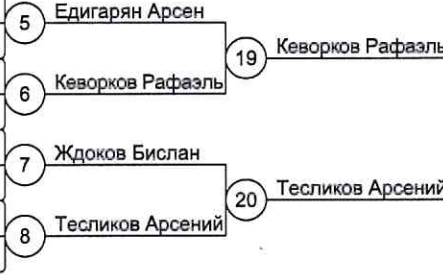 5 Едигарян Арсен
19 Кеворков Рафаэль
6 Кеворков Рафаэль
7 Ждоков Бислан
20 Тесликов Арсений
8 Тесликов Арсений